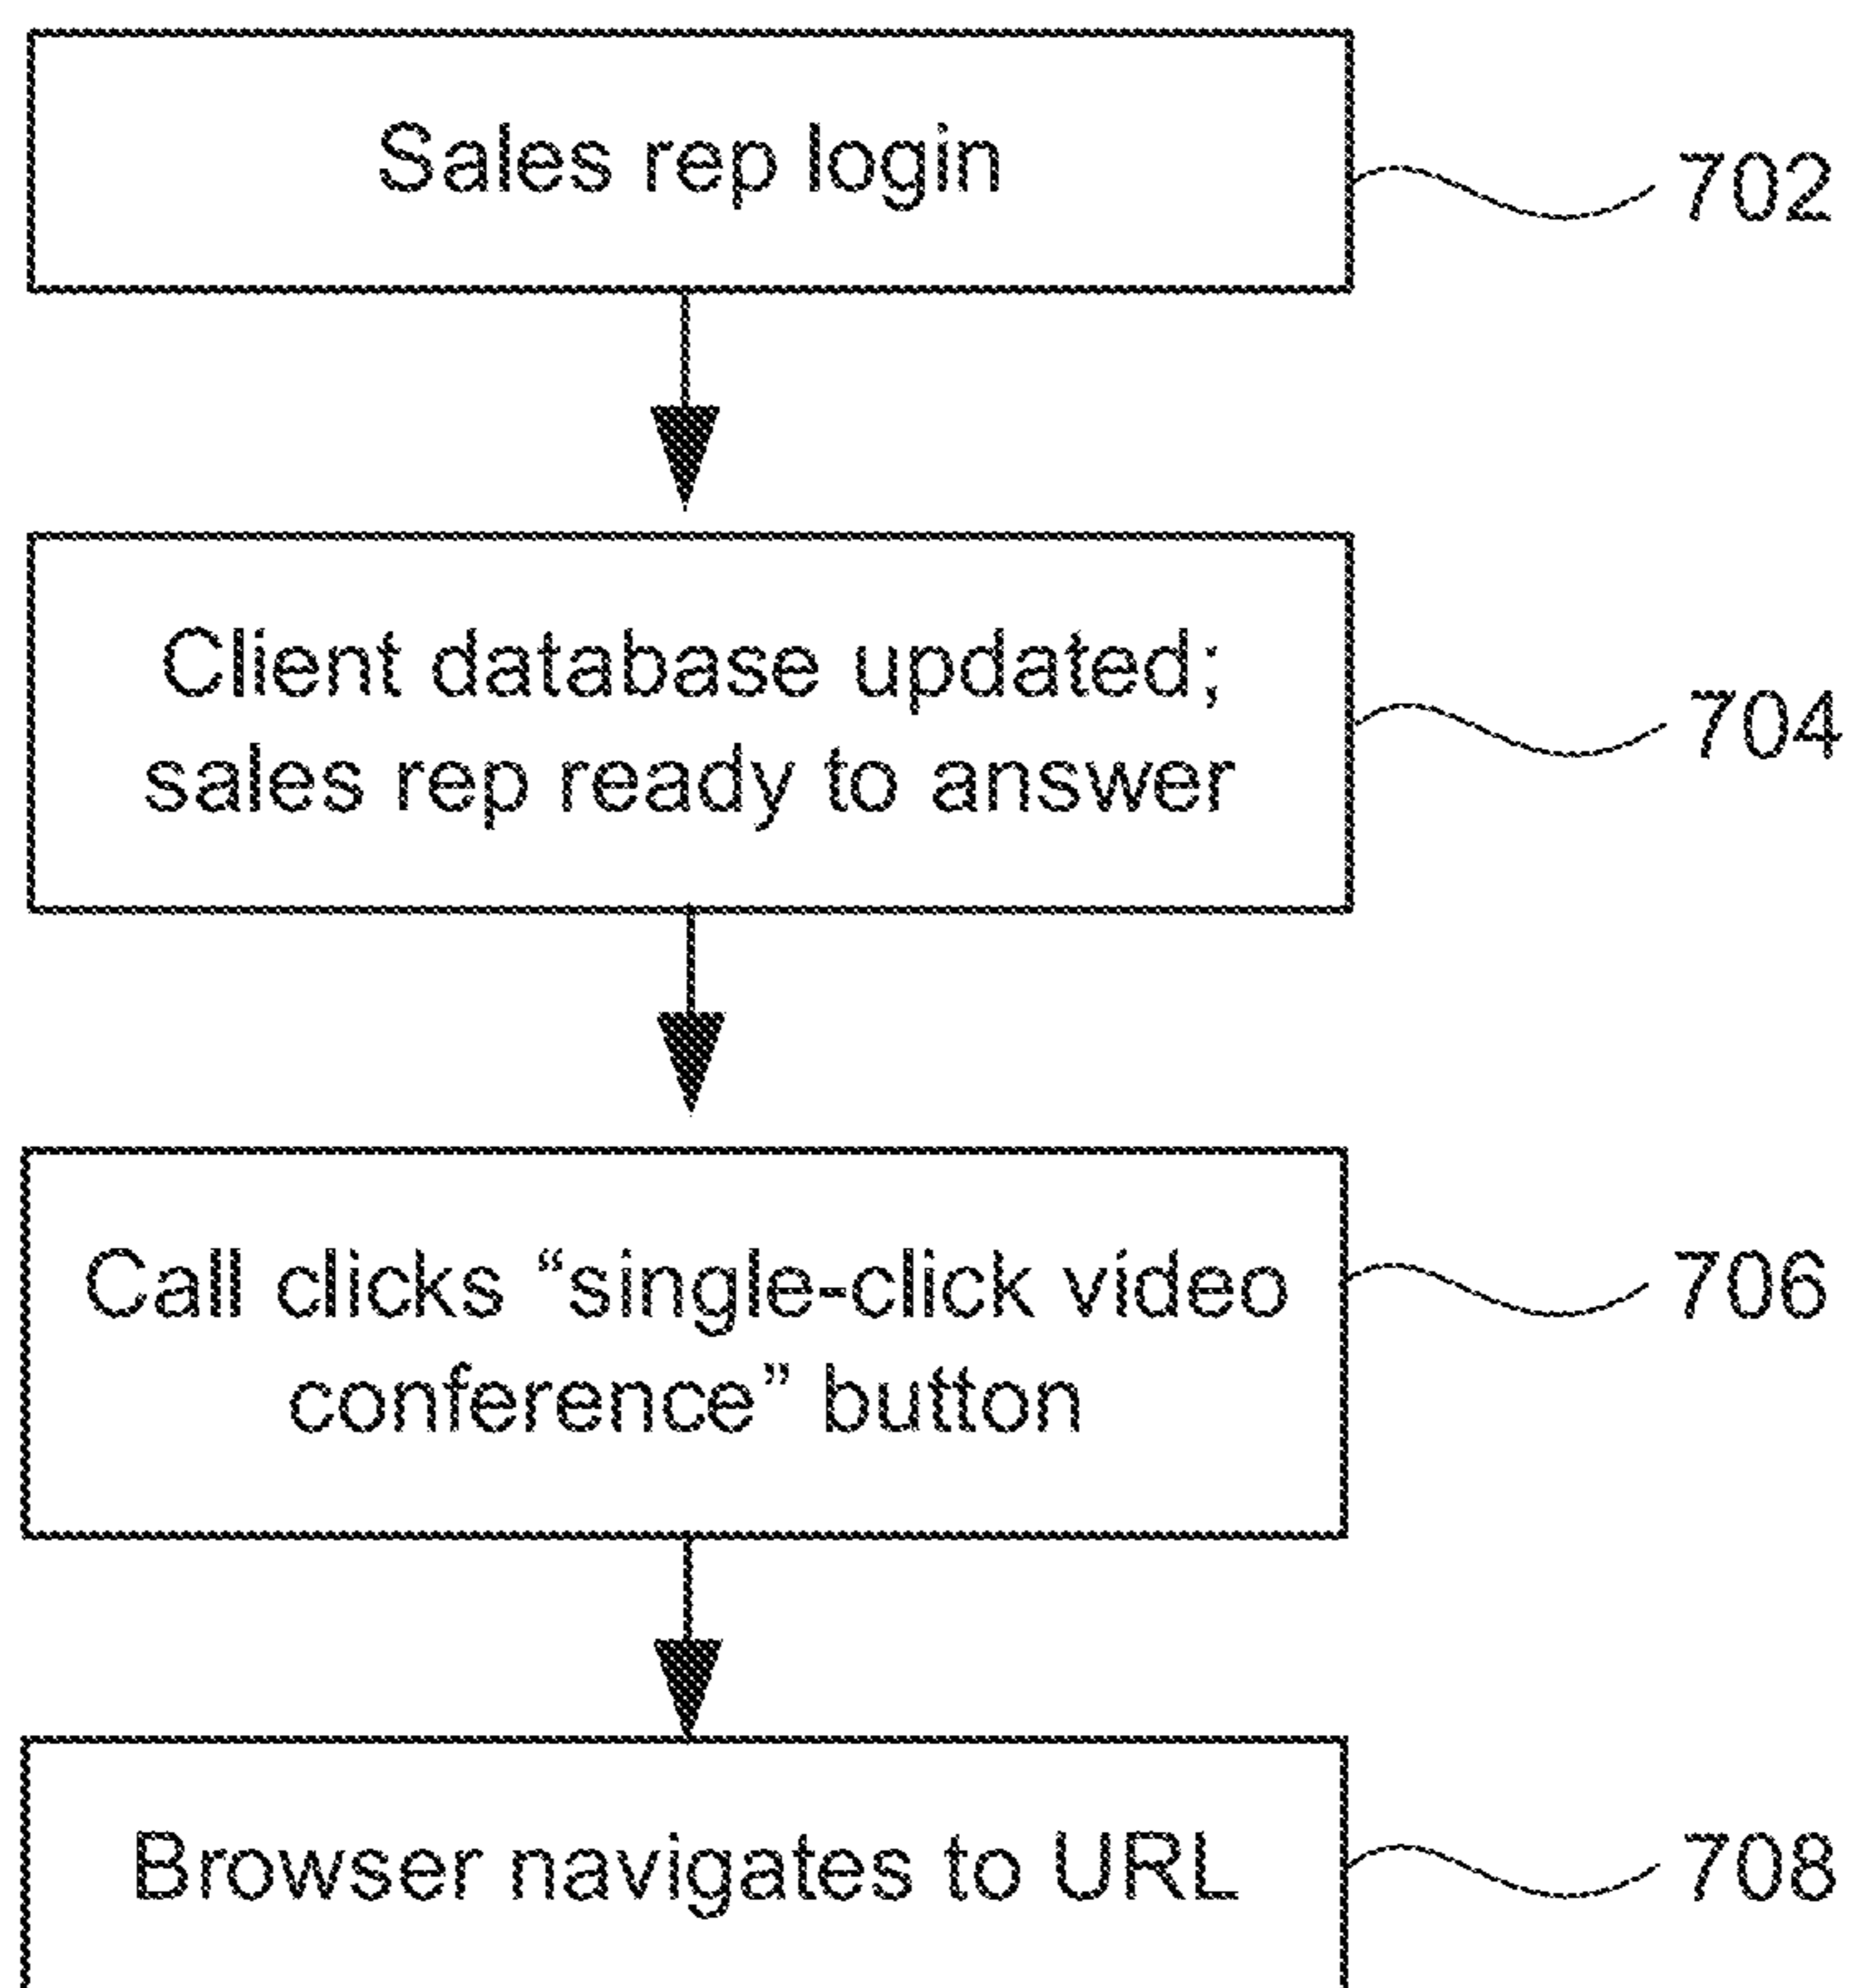 Sales rep login
702
Client database updated;
sales rep ready to answer
704
Call clicks “single-click video
conference” button
706
Browser navigates to URL
708